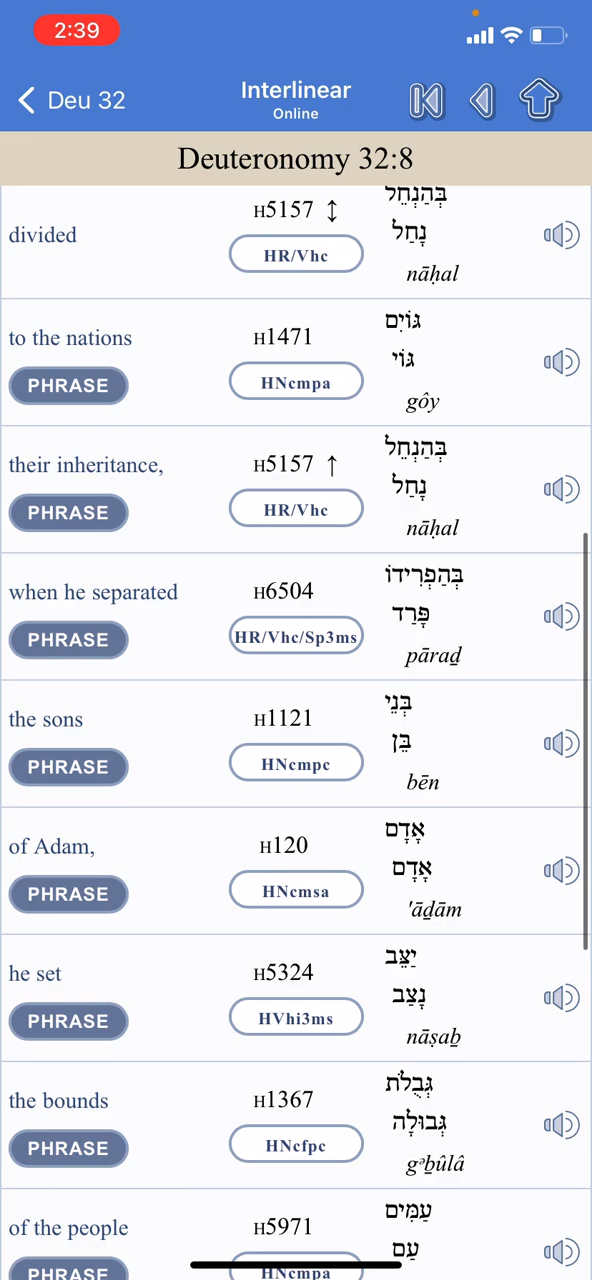 2:39
Deu 32
Interlinear
Online
Deuteronomy 32:8
divided
H5157 ↕
HR/Vhc
בְּהַנְחֵל
נָחַל
nāḥal
to the nations
PHRASE
H1471
HNcmpa
גּוֹיִם
גּוֹי
gôy
their inheritance,
PHRASE
H5157 ↑
HR/Vhc
בְּהַנְחֵל
נָחַל
nāḥal
when he separated
PHRASE
H6504
HR/Vhc/Sp3ms
בְּהַפְרִידוֹ
פָּרַד
pāraḏ
the sons
PHRASE
H1121
HNcmpc
בְּנֵי
בֵּן
bēn
of Adam,
PHRASE
H120
HNcmsa
אָדָם
אָדָם
'āḏām
he set
PHRASE
H5324
HVhi3ms
יַצֵּב
נָצַב
nāṣaḇ
the bounds
PHRASE
H1367
HNcfpc
גְּבֻלֹת
גְּבוּלָה
gᵊḇûlâ
of the people
PHRASE
H5971
HNcmpa
עַמִּים
עַם